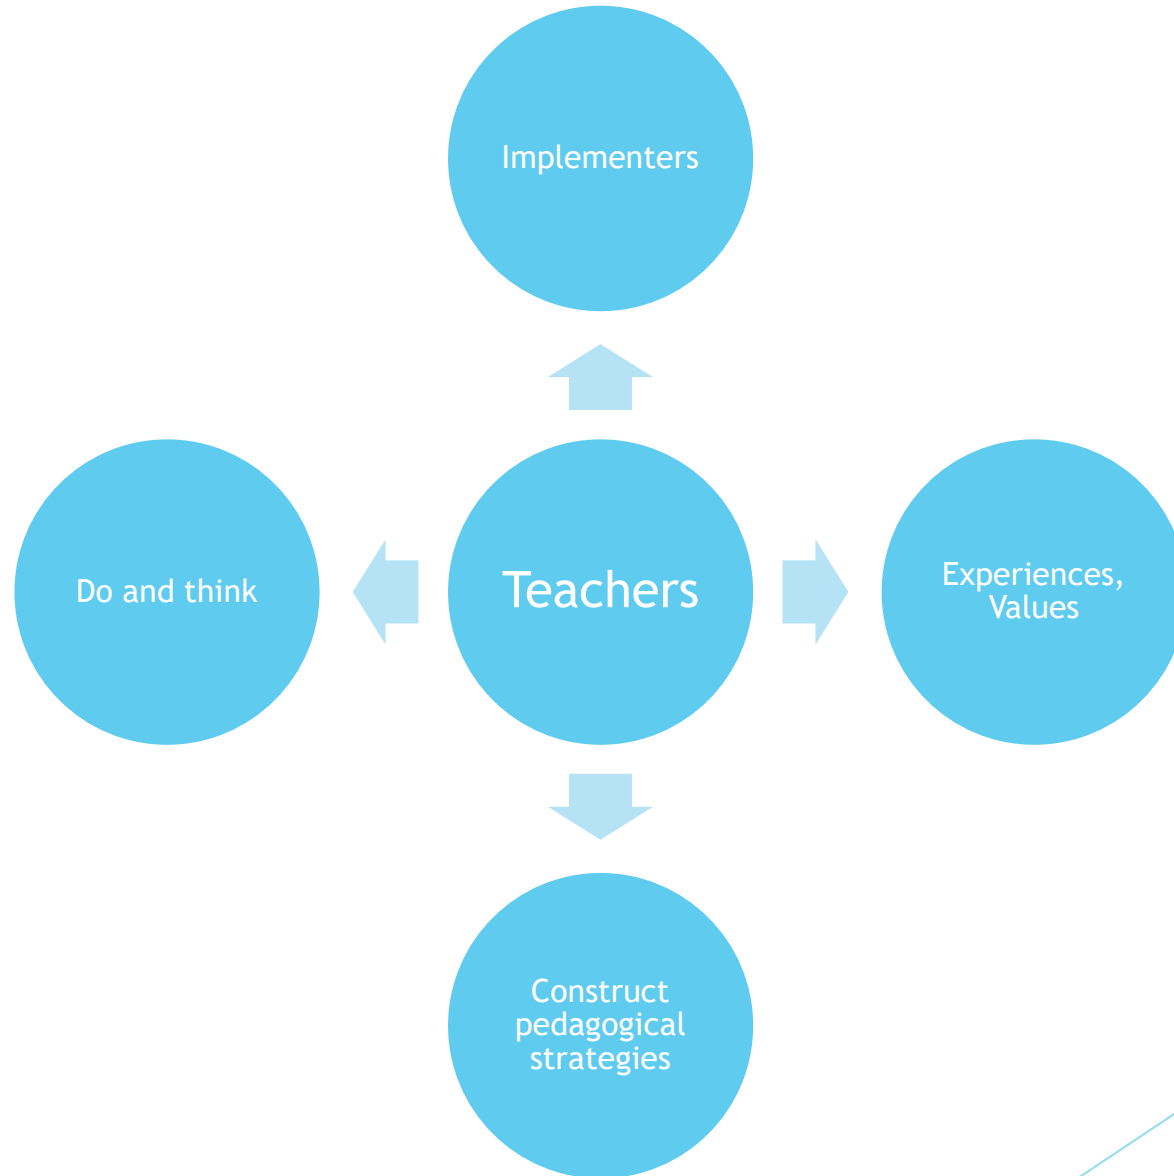 Implementers
Do and think
Teachers
Experiences,
Values
Construct
pedagogical
strategies